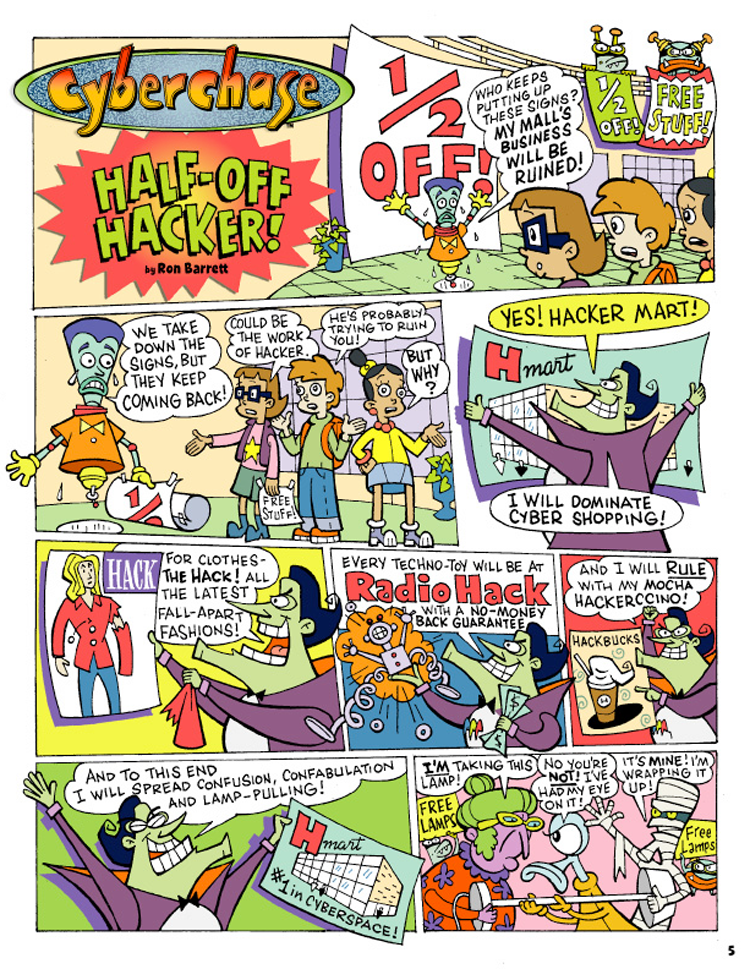 Cyberchase
HALF-OFF
HACKER!
by Ron Barrett
1/2
OFF!
WHO KEEPS
PUTTING UP
THESE SIGNS?
MY MALL'S
BUSINESS
WILL BE
RUINED!
1/2
OFF!
FREE
STUFF!
WE TAKE
DOWN THE
SIGNS, BUT
THEY KEEP
COMING BACK!
COULD BE
THE WORK
OF HACKER.
HE'S PROBABLY
TRYING TO RUIN
YOU!
BUT
WHY
?
1/2
FREE
STUFF!
YES! HACKER MART!
H mart
I WILL DOMINATE
CYBER SHOPPING!
HACK
FOR CLOTHES-
THE HACK! ALL
THE LATEST
FALL-APART
FASHIONS!
EVERY TECHNO-TOY WILL BE AT
Radio Hack
WITH A NO-MONEY
BACK GUARANTEE
AND I WILL RULE
WITH MY MOCHA
HACKERCCINO!
HACKBUCKS
H
AND TO THIS END
I WILL SPREAD CONFUSION, CONFABULATION
AND LAMP-PULLING!
H mart
#1 in CYBERSPACE!
I'M TAKING THIS
LAMP!
NO YOU'RE
NOT! I'VE
HAD MY EYE
ON IT!
IT'S MINE! I'M
WRAPPING IT
UP!
FREE
LAMPS
Free
Lamps
5